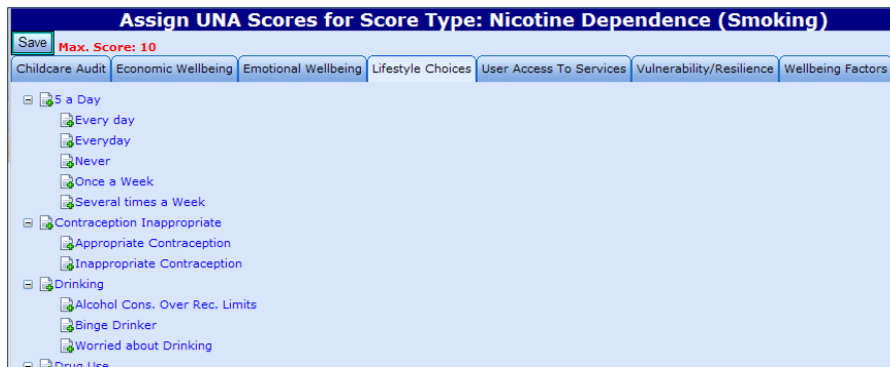 Assign UNA Scores for Score Type: Nicotine Dependence (Smoking)
Save Max. Score: 10
Childcare Audit Economic Wellbeing Emotional Wellbeing Lifestyle Choices User Access To Services Vulnerability/Resilience Wellbeing Factors
5 a Day
Every day
Everyday
Never
Once a Week
Several times a Week
Contraception Inappropriate
Appropriate Contraception
Inappropriate Contraception
Drinking
Alcohol Cons. Over Rec. Limits
Binge Drinker
Worried about Drinking
Drug Use